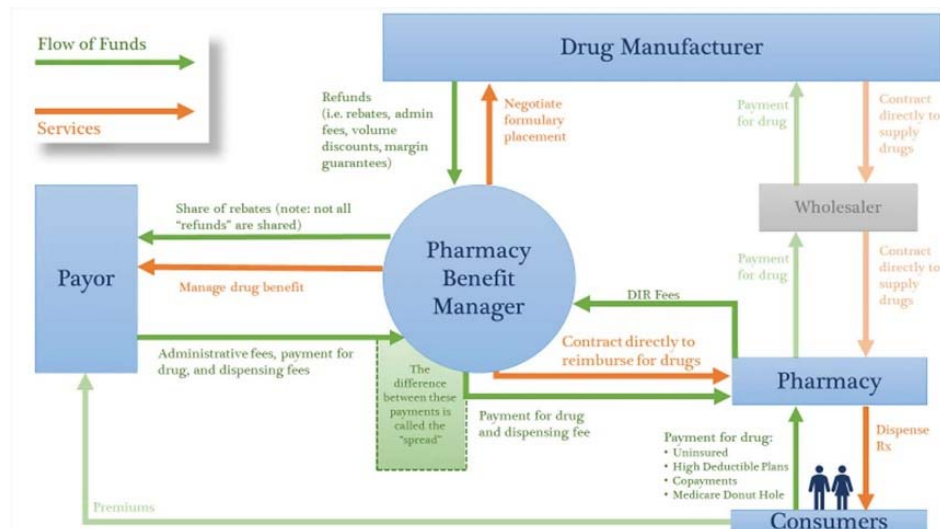 Flow of Funds
Services
Drug Manufacturer
Refunds
(i.e. rebates, admin
fees, volume
discounts, margin
guarantees)
Negotiate
formulary
placement
Payment
for drug
Contract
directly to
supply
drugs
Wholesaler
Payor
Share of rebates (note: not all
"refunds" are shared)
Manage drug benefit
Pharmacy
Benefit
Manager
Payment
for drug
Contract
directly to
supply
drugs
DIR Fees
Administrative fees, payment for
drug, and dispensing fees
The
difference
between these
payments is
called the
"spread"
Contract directly to
reimburse for drugs
Payment for drug
and dispensing fee
Pharmacy
Payment for drug:
• Uninsured
• High Deductible Plans
• Copayments
• Medicare Donut Hole
Dispense
Rx
Premiums
Consumers